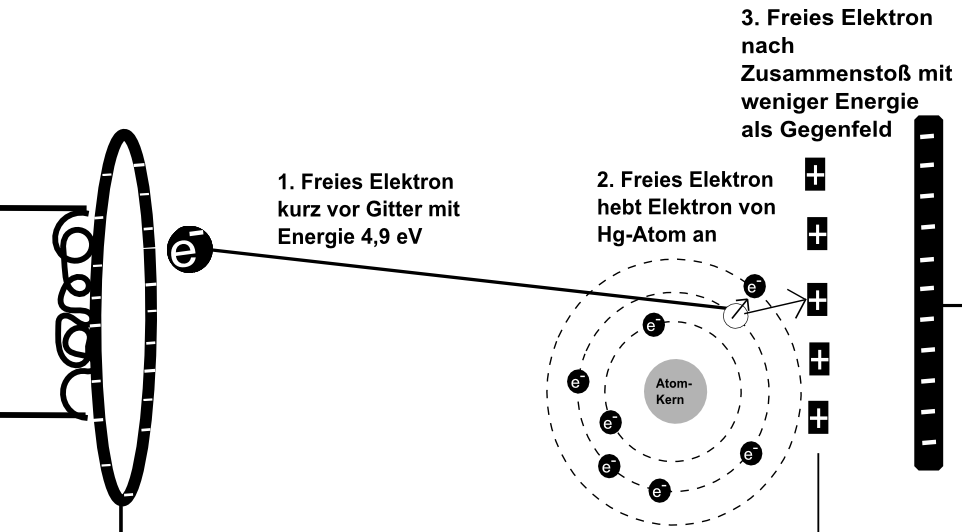 3. Freies Elektron
nach
Zusammenstoß mit
weniger Energie
als Gegenfeld
1. Freies Elektron
kurz vor Gitter mit
Energie 4,9 eV
2. Freies Elektron
hebt Elektron von
Hg-Atom an
e-
e-
e-
e-
e-
e-
e-
e-
Atom-
Kern